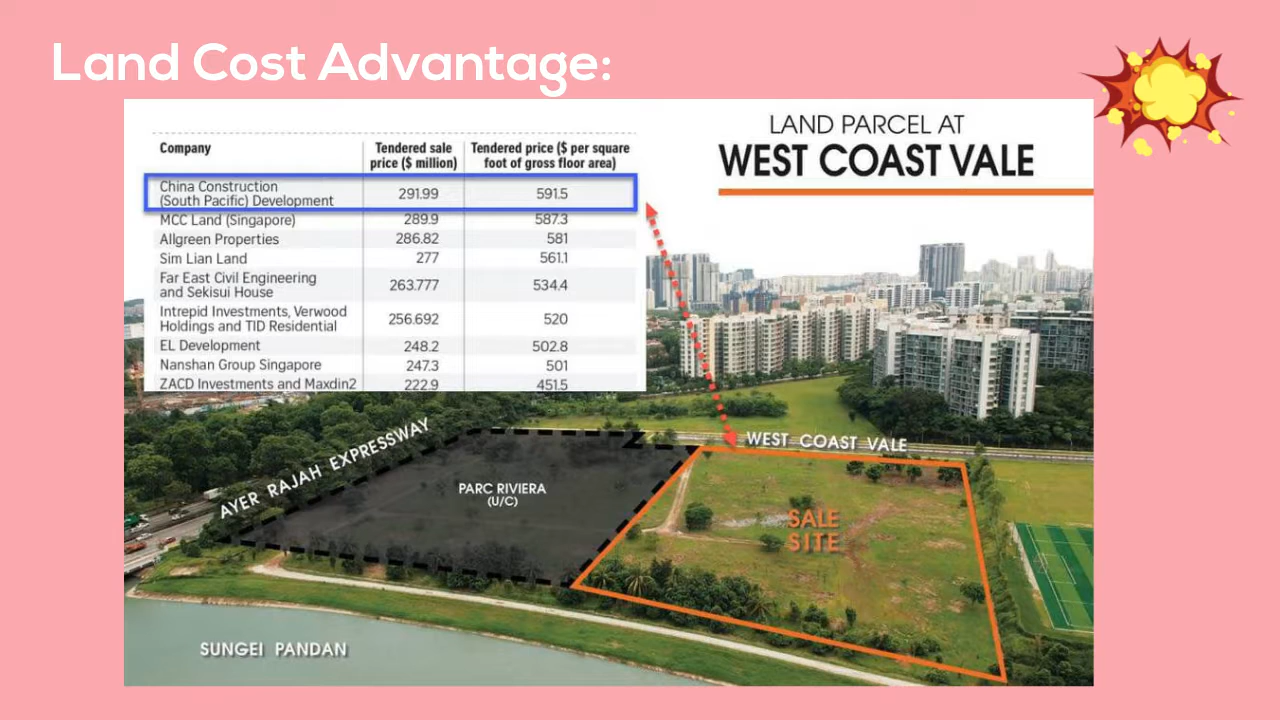 Land Cost Advantage:
LAND PARCEL AT
WEST COAST VALE
Company Tendered sale price ($ million) Tendered price ($ per square foot of gross floor area)
China Construction (South Pacific) Development 291.99 591.5
MCC Land (Singapore) 289.9 587.3
Allgreen Properties 286.82 581
Sim Lian Land 277 561.1
Far East Civil Engineering and Sekisui House 263.777 534.4
Intrepid Investments, Verwood Holdings and TID Residential 256.692 520
EL Development 248.2 502.8
Nanshan Group Singapore 247.3 501
ZACD Investments and Maxdin2 222.9 451.5
AYER RAJAH EXPRESSWAY
WEST COAST VALE
PARC RIVIERA
(U/C)
SALE
SITE
SUNGEI PANDAN